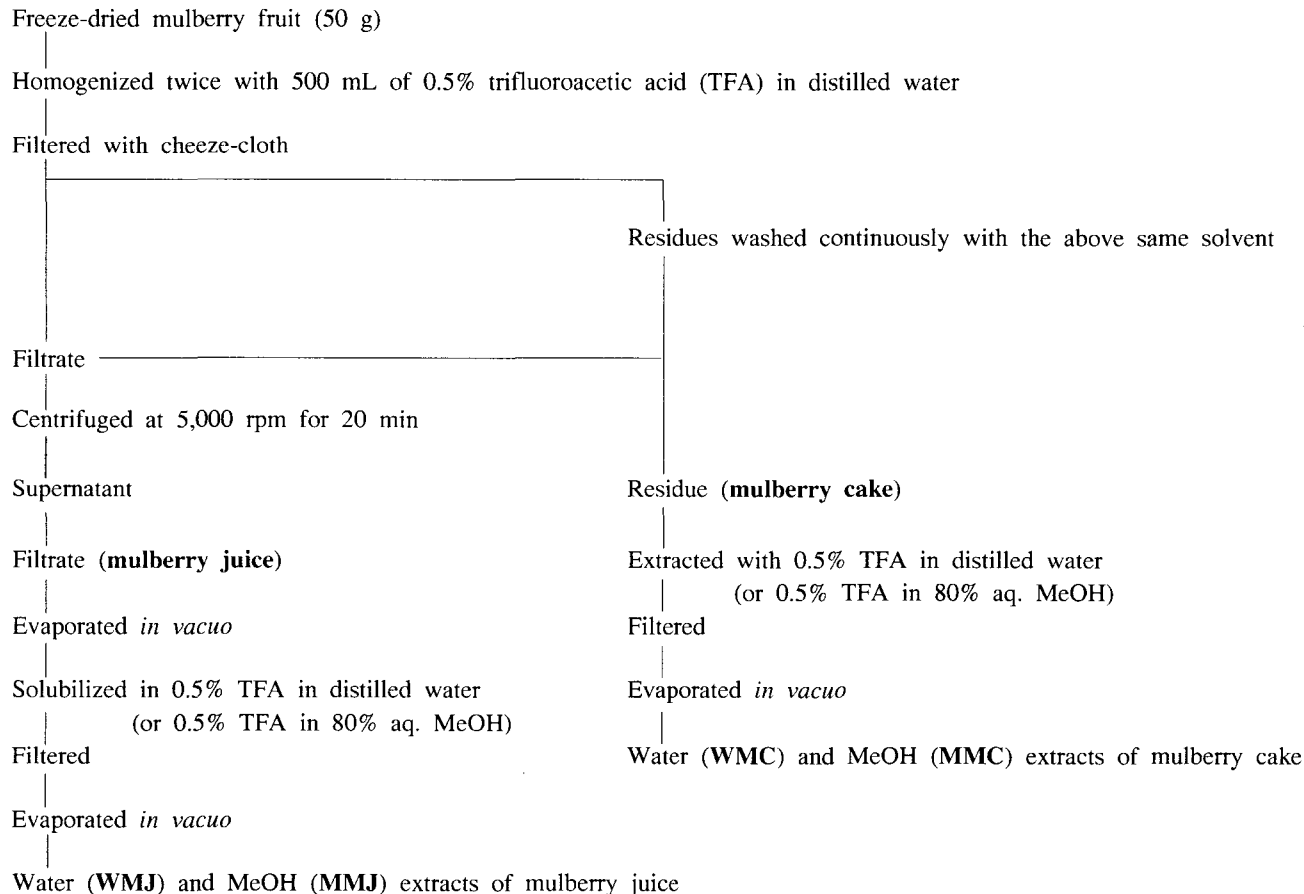 Freeze-dried mulberry fruit (50 g)
Homogenized twice with 500 mL of 0.5% trifluoroacetic acid (TFA) in distilled water
Filtered with cheeze-cloth
Residues washed continuously with the above same solvent
Filtrate
Centrifuged at 5,000 rpm for 20 min
Supernatant
Residue (mulberry cake)
Filtrate (mulberry juice)
Extracted with 0.5% TFA in distilled water
(or 0.5% TFA in 80% aq. MeOH)
Evaporated in vacuo
Filtered
Solubilized in 0.5% TFA in distilled water
(or 0.5% TFA in 80% aq. MeOH)
Evaporated in vacuo
Filtered
Water (WMC) and MeOH (MMC) extracts of mulberry cake
Evaporated in vacuo
Water (WMJ) and MeOH (MMJ) extracts of mulberry juice